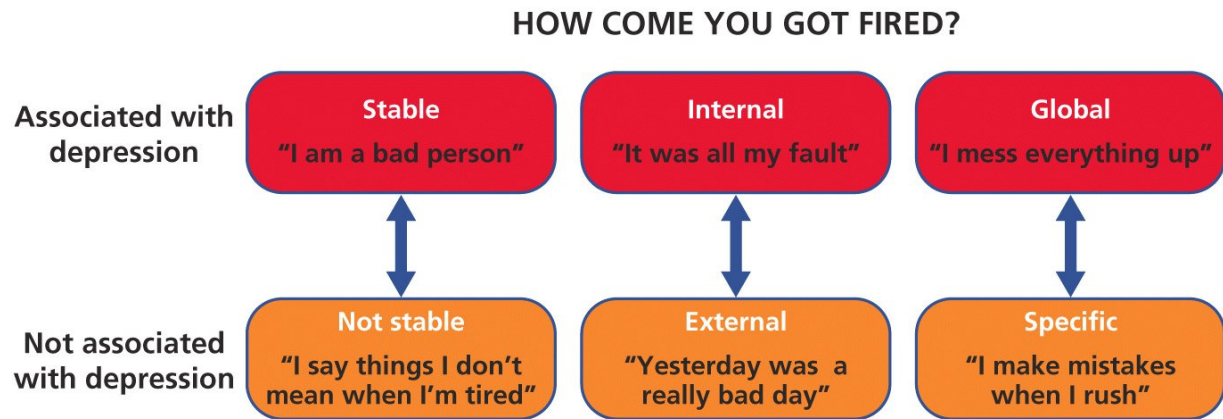 HOW COME YOU GOT FIRED?
Associated with
depression
Stable
“I am a bad person”
Internal
“It was all my fault”
Global
“I mess everything up”
Not associated
with depression
Not stable
“I say things I don’t
mean when I’m tired”
External
“Yesterday was a
really bad day”
Specific
“I make mistakes
when I rush”